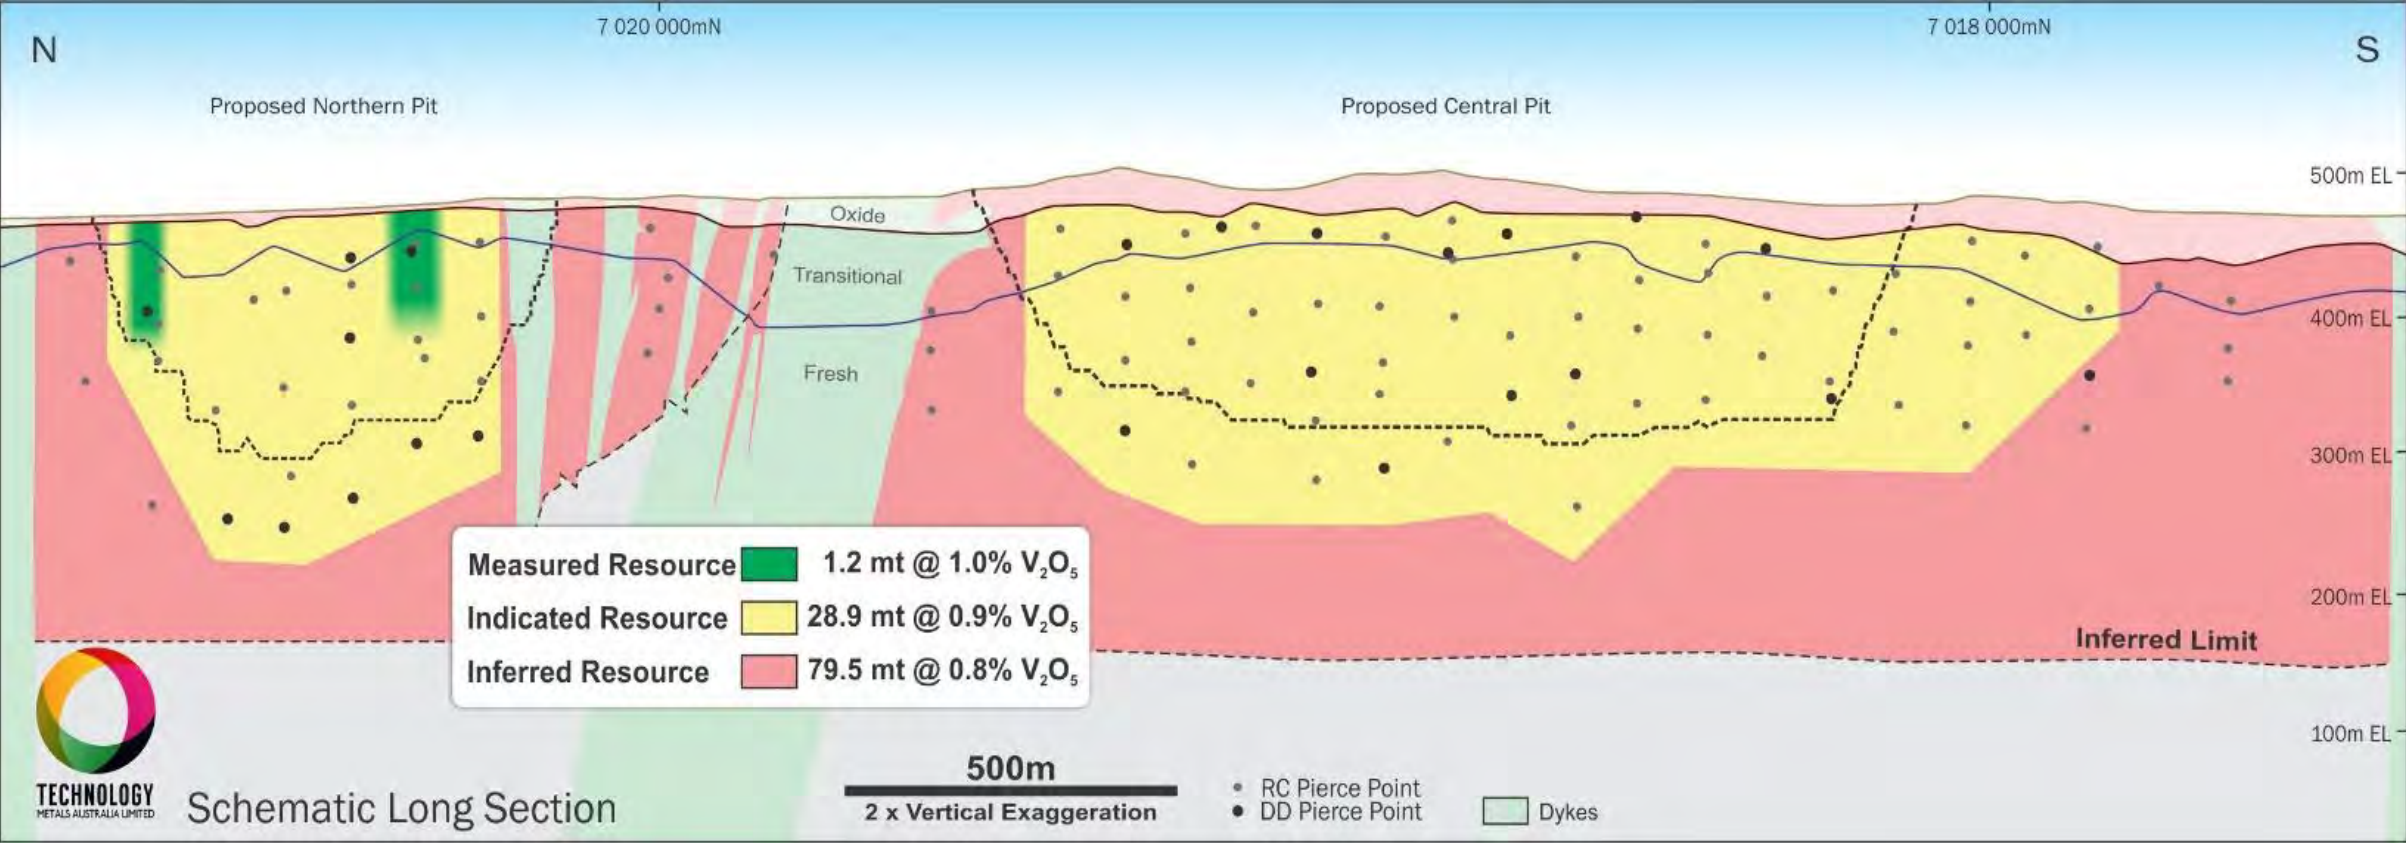 7 020 000mN
7 018 000mN
N
S
Proposed Northern Pit
Proposed Central Pit
500m EL
Oxide
Transitional
400m EL
Fresh
300m EL
Measured Resource 1.2 mt @ 1.0% V₂O₅
Indicated Resource 28.9 mt @ 0.9% V₂O₅
Inferred Resource 79.5 mt @ 0.8% V₂O₅
200m EL
Inferred Limit
100m EL
TECHNOLOGY
METALS AUSTRALIA LIMITED
Schematic Long Section
500m
2 x Vertical Exaggeration
RC Pierce Point
DD Pierce Point
Dykes